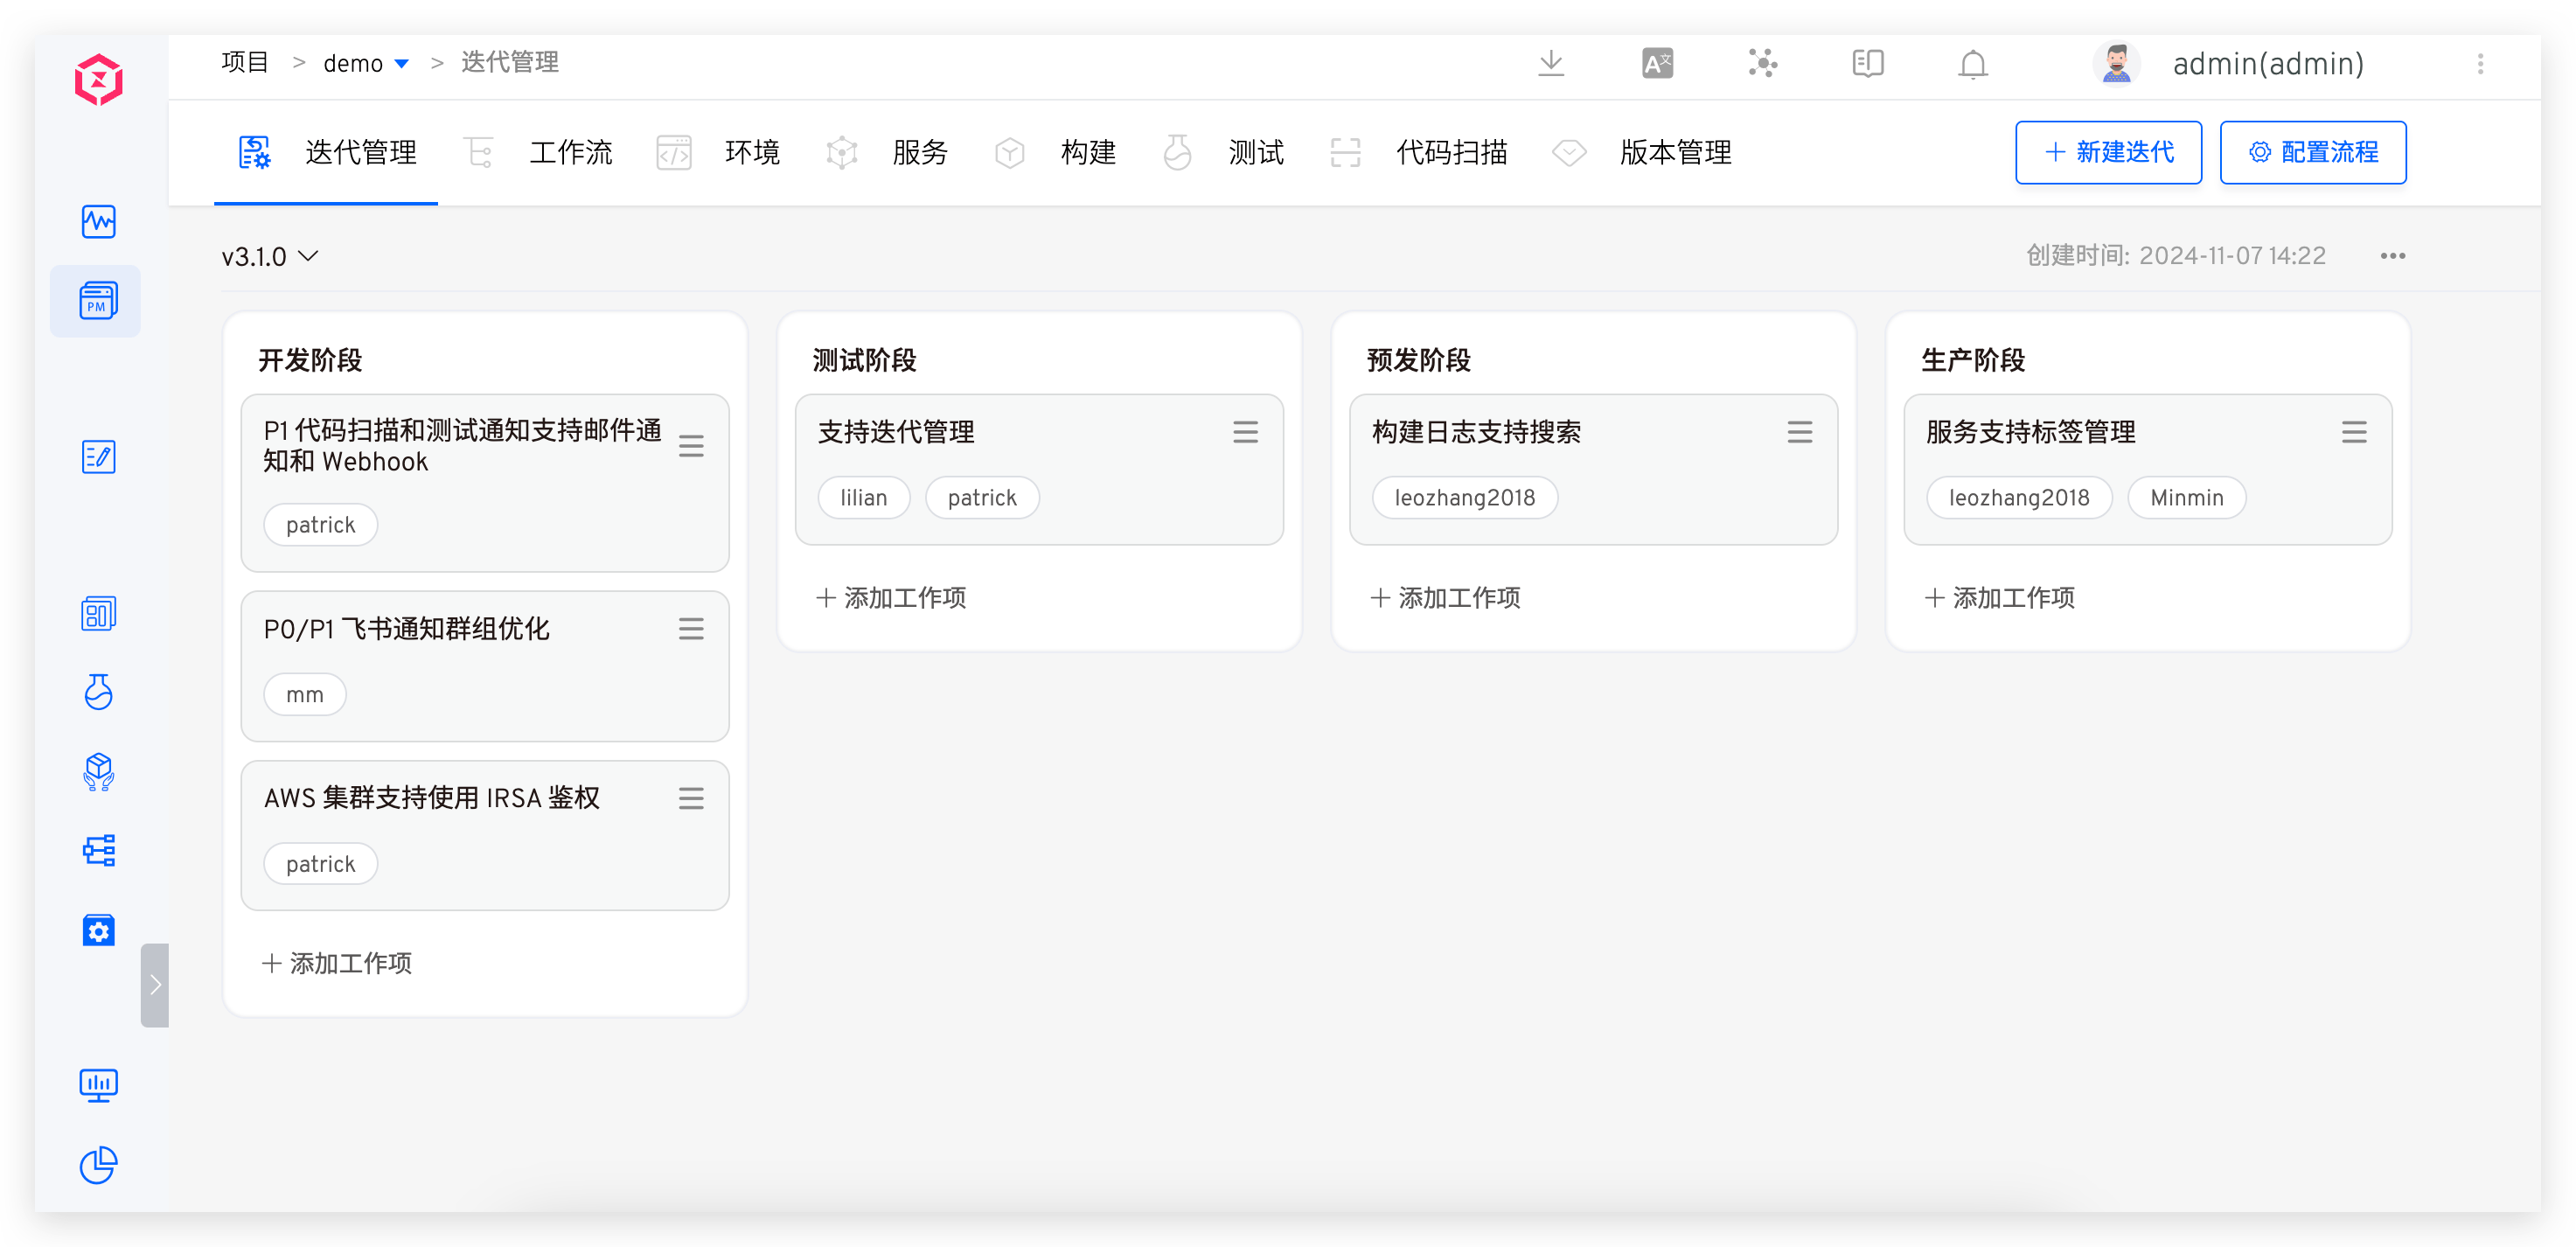 项目 > demo > 迭代管理
A文
admin(admin)
迭代管理 工作流 环境 服务 构建 测试 代码扫描 版本管理
+ 新建迭代 配置流程
PM
v3.1.0
创建时间: 2024-11-07 14:22
开发阶段
P1 代码扫描和测试通知支持邮件通
知和 Webhook
patrick
P0/P1 飞书通知群组优化
mm
AWS 集群支持使用 IRSA 鉴权
patrick
+ 添加工作项
测试阶段
支持迭代管理
lilian patrick
+ 添加工作项
预发阶段
构建日志支持搜索
leozhang2018
+ 添加工作项
生产阶段
服务支持标签管理
leozhang2018 Minmin
+ 添加工作项